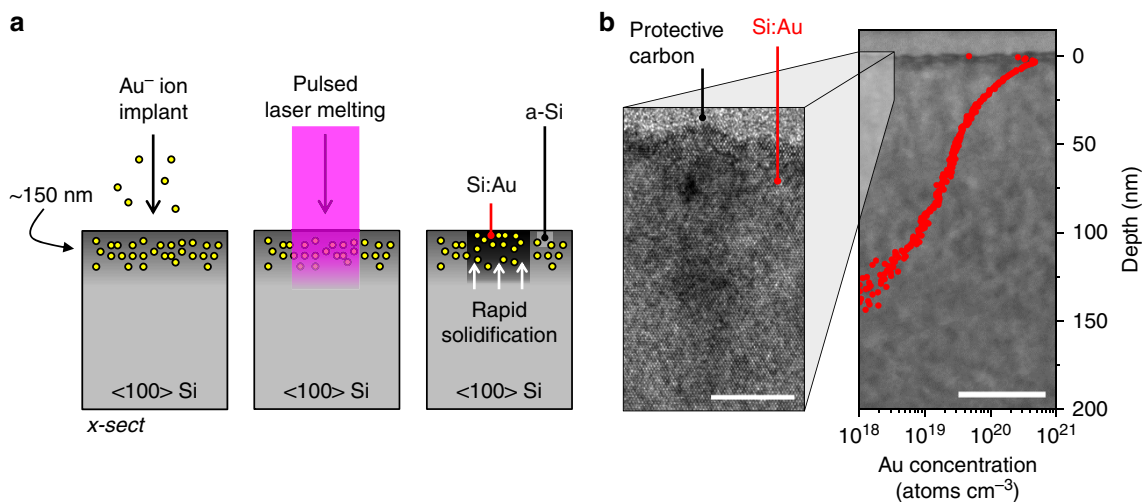 a
Au⁻ ion
implant
Pulsed
laser melting
a-Si
Si:Au
~150 nm
Rapid
solidification
<100> Si
<100> Si
<100> Si
x-sect
b
Protective
carbon
Si:Au
0
50
100
150
200
Depth (nm)
10¹⁸
10¹⁹
10²⁰
10²¹
Au concentration
(atoms cm⁻³)